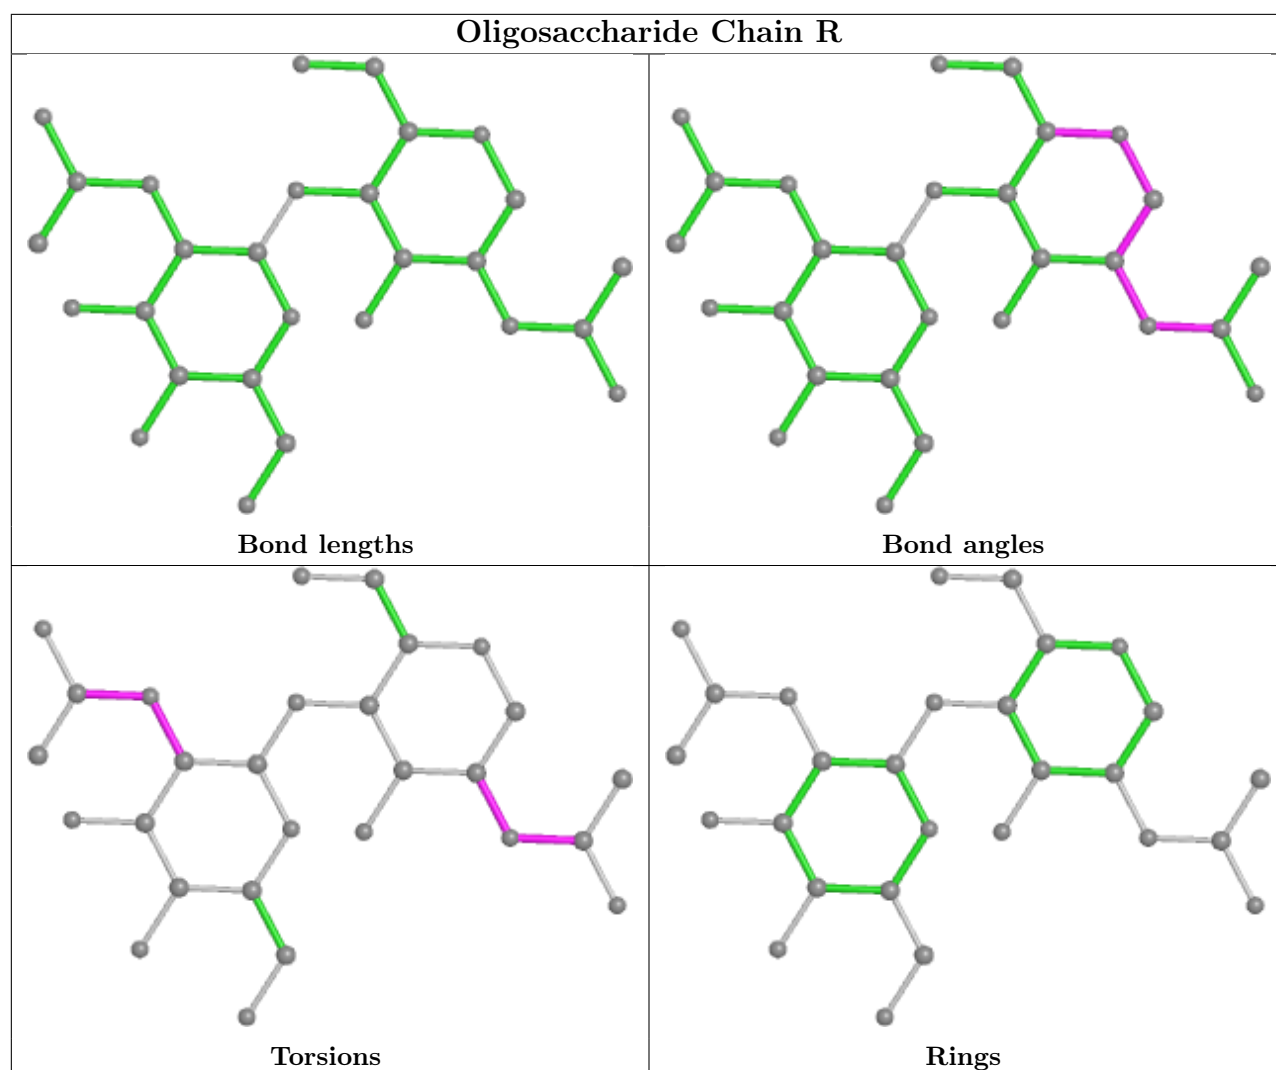 Oligosaccharide Chain R
Bond lengths
Bond angles
Torsions
Rings